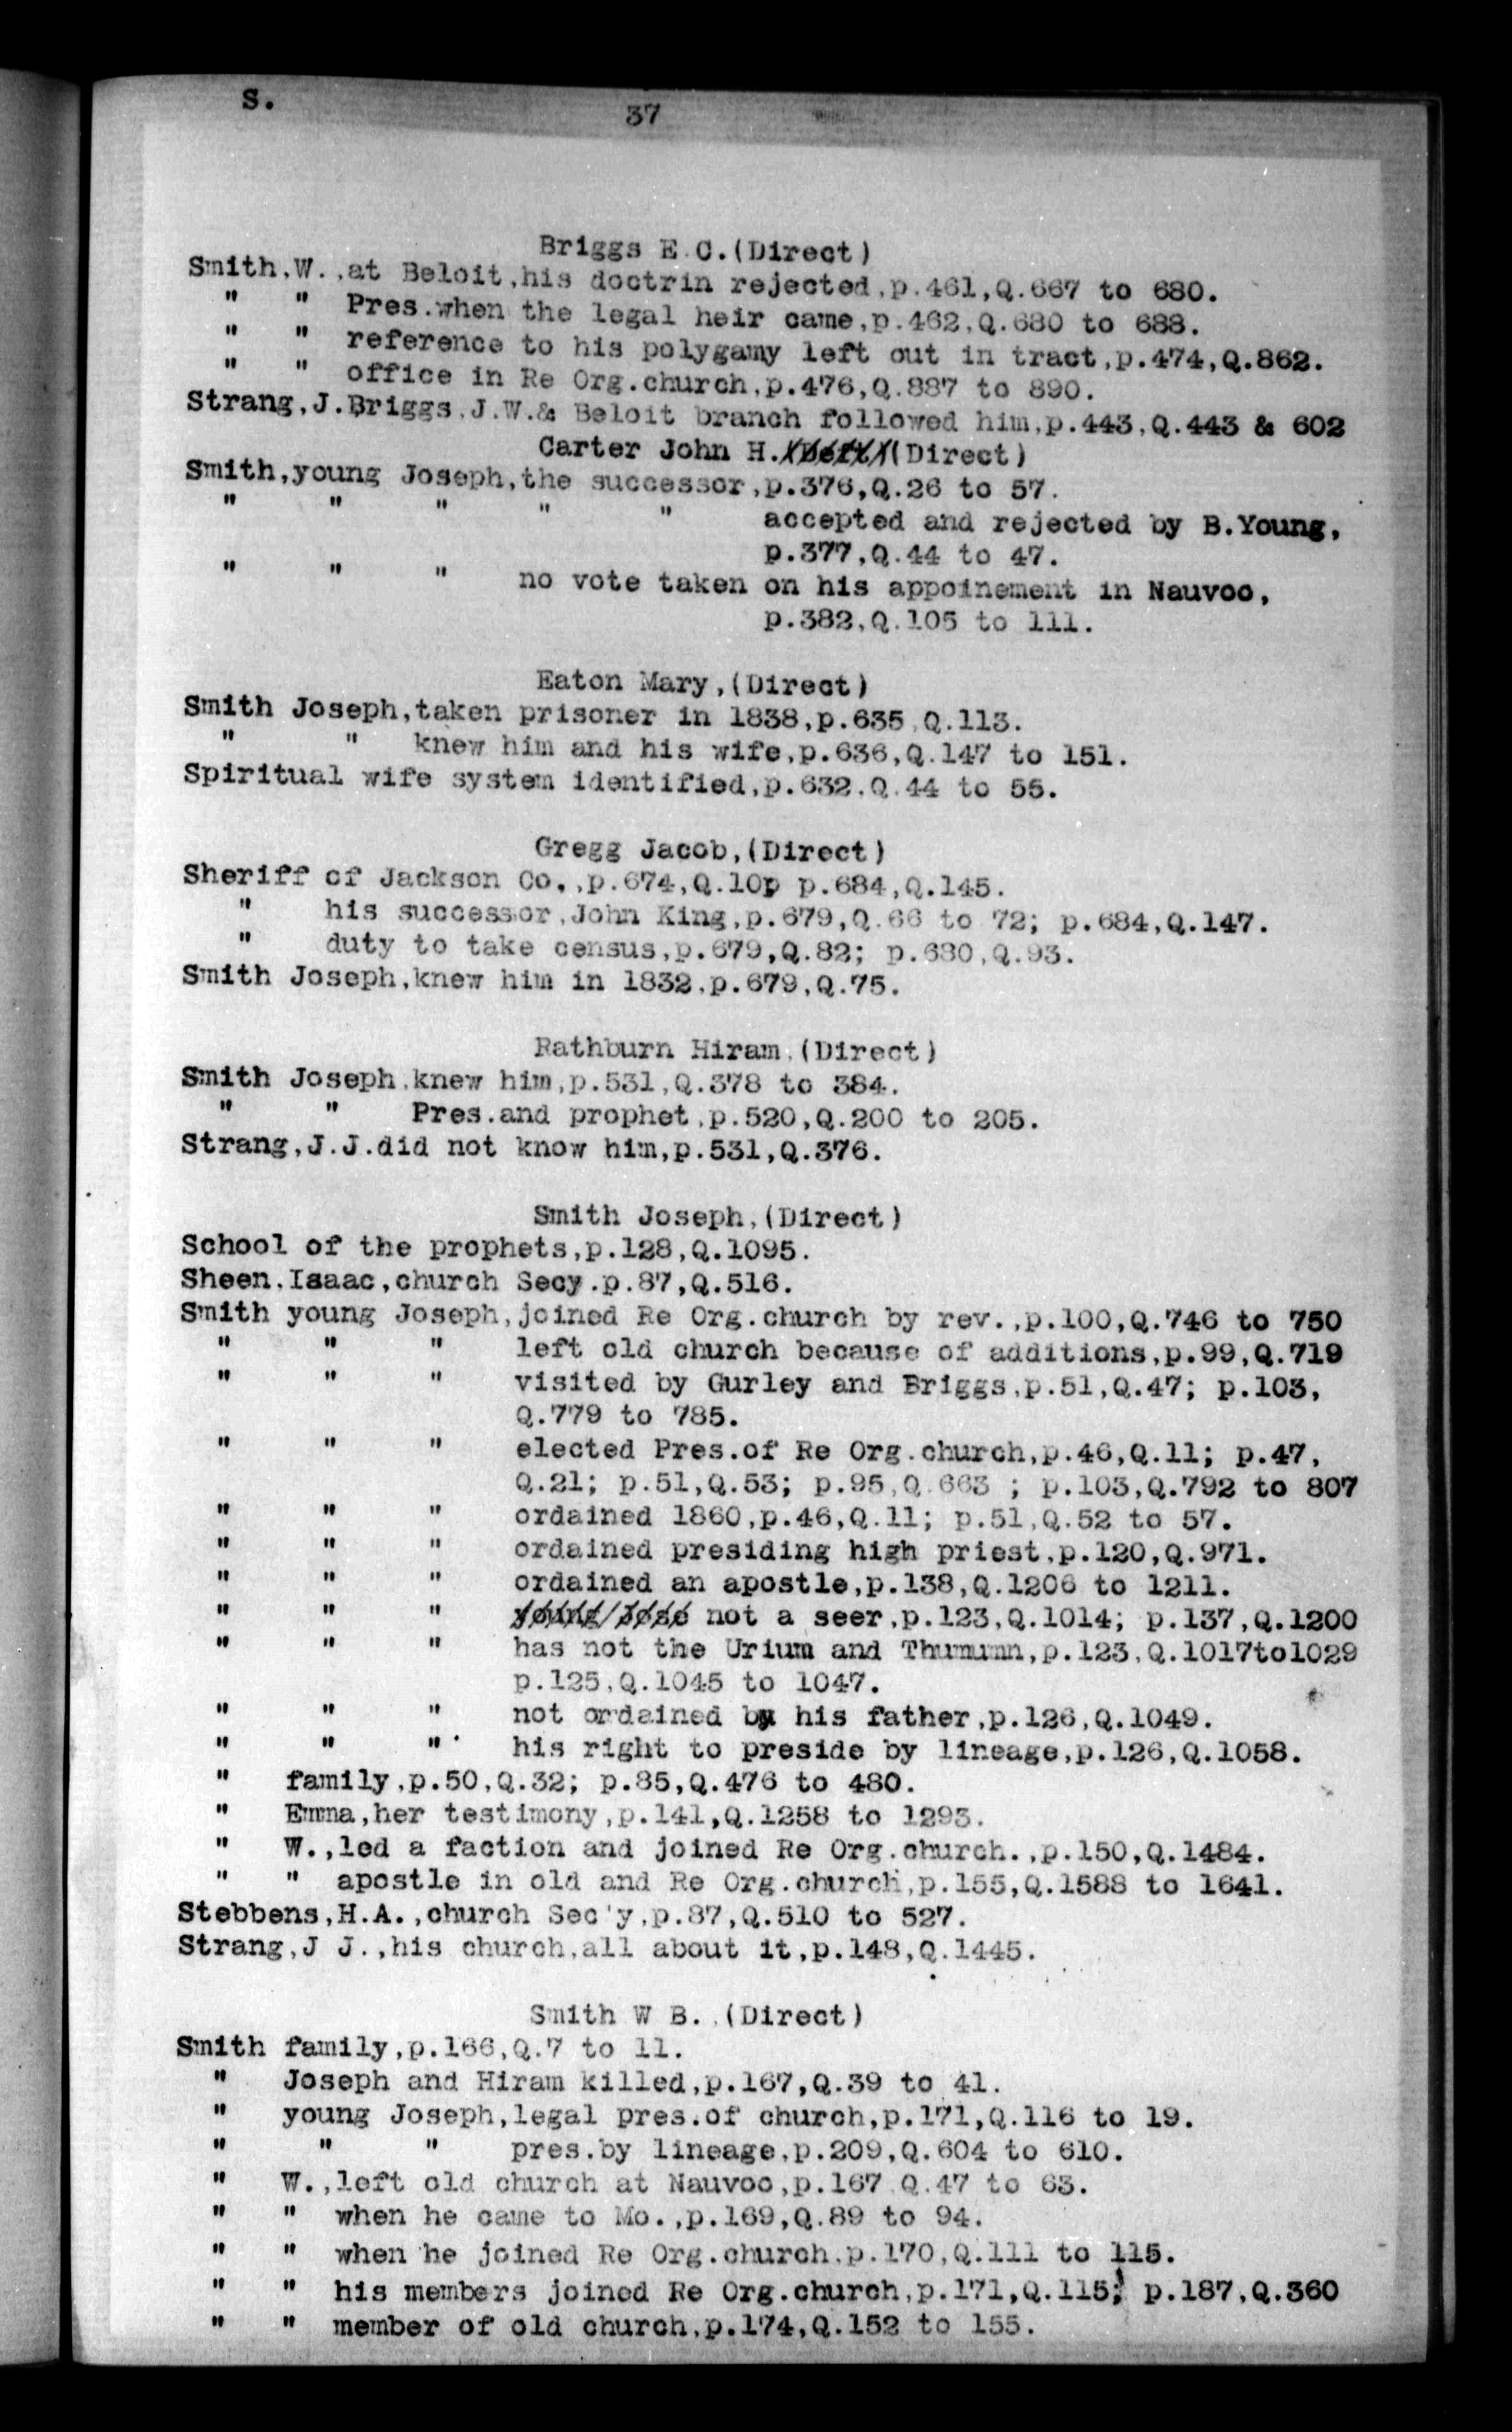 S.
37
Briggs E.C.(Direct)
Smith,W.,at Beloit,his doctrin rejected,p.461,Q.667 to 680.
" " Pres.when the legal heir came,p.462,Q.680 to 688.
" " reference to his polygamy left out in tract,p.474,Q.862.
" " office in Re Org.church,p.476,Q.887 to 890.
Strang,J.Briggs,J.W.& Beloit branch followed him,p.443,Q.443 & 602
Carter John H.(Direct)
Smith,young Joseph,the successor,p.376,Q.26 to 57.
" " " " " accepted and rejected by B.Young,
p.377,Q.44 to 47.
" " " no vote taken on his appoinement in Nauvoo,
p.382,Q.105 to 111.
Eaton Mary,(Direct)
Smith Joseph,taken prisoner in 1838,p.635,Q.113.
" " knew him and his wife,p.636,Q.147 to 151.
Spiritual wife system identified,p.632.Q.44 to 55.
Gregg Jacob,(Direct)
Sheriff of Jackson Co.,p.674,Q.10p p.684,Q.145.
" his successor,John King,p.679,Q.66 to 72; p.684,Q.147.
" duty to take census,p.679,Q.82; p.680,Q.93.
Smith Joseph,knew him in 1832,p.679,Q.75.
Rathburn Hiram,(Direct)
Smith Joseph,knew him,p.531,Q.378 to 384.
" " Pres.and prophet,p.520,Q.200 to 205.
Strang,J.J.did not know him,p.531,Q.376.
Smith Joseph,(Direct)
School of the prophets,p.128,Q.1095.
Sheen.Isaac,church Secy.p.87,Q.516.
Smith young Joseph,joined Re Org.church by rev.,p.100,Q.746 to 750
" " " left old church because of additions,p.99,Q.719
" " " visited by Gurley and Briggs,p.51,Q.47; p.103,
Q.779 to 785.
" " " elected Pres.of Re Org.church,p.46,Q.11; p.47,
Q.21; p.51,Q.53; p.95,Q.663 ; p.103,Q.792 to 807
" " " ordained 1860,p.46,Q.11; p.51,Q.52 to 57.
" " " ordained presiding high priest,p.120,Q.971.
" " " ordained an apostle,p.138,Q.1206 to 1211.
" " " young Jose not a seer,p.123,Q.1014; p.137,Q.1200
" " " has not the Urium and Thumumn,p.123,Q.1017to1029
p.125,Q.1045 to 1047.
" " " not ordained by his father,p.126,Q.1049.
" " " his right to preside by lineage,p.126,Q.1058.
" family,p.50,Q.32; p.85,Q.476 to 480.
" Emma,her testimony,p.141,Q.1258 to 1293.
" W.,led a faction and joined Re Org.church.,p.150,Q.1484.
" " apostle in old and Re Org.church,p.155,Q.1588 to 1641.
Stebbens,H.A.,church Sec'y,p.87,Q.510 to 527.
Strang,J J.,his church,all about it,p.148,Q.1445.
Smith W B.,(Direct)
Smith family,p.166,Q.7 to 11.
" Joseph and Hiram killed,p.167,Q.39 to 41.
" young Joseph,legal pres.of church,p.171,Q.116 to 19.
" " " pres.by lineage,p.209,Q.604 to 610.
" W.,left old church at Nauvoo,p.167 Q.47 to 63.
" " when he came to Mo.,p.169,Q.89 to 94.
" " when he joined Re Org.church.p.170,Q.111 to 115.
" " his members joined Re Org.church,p.171,Q.115; p.187,Q.360
" " member of old church,p.174,Q.152 to 155.